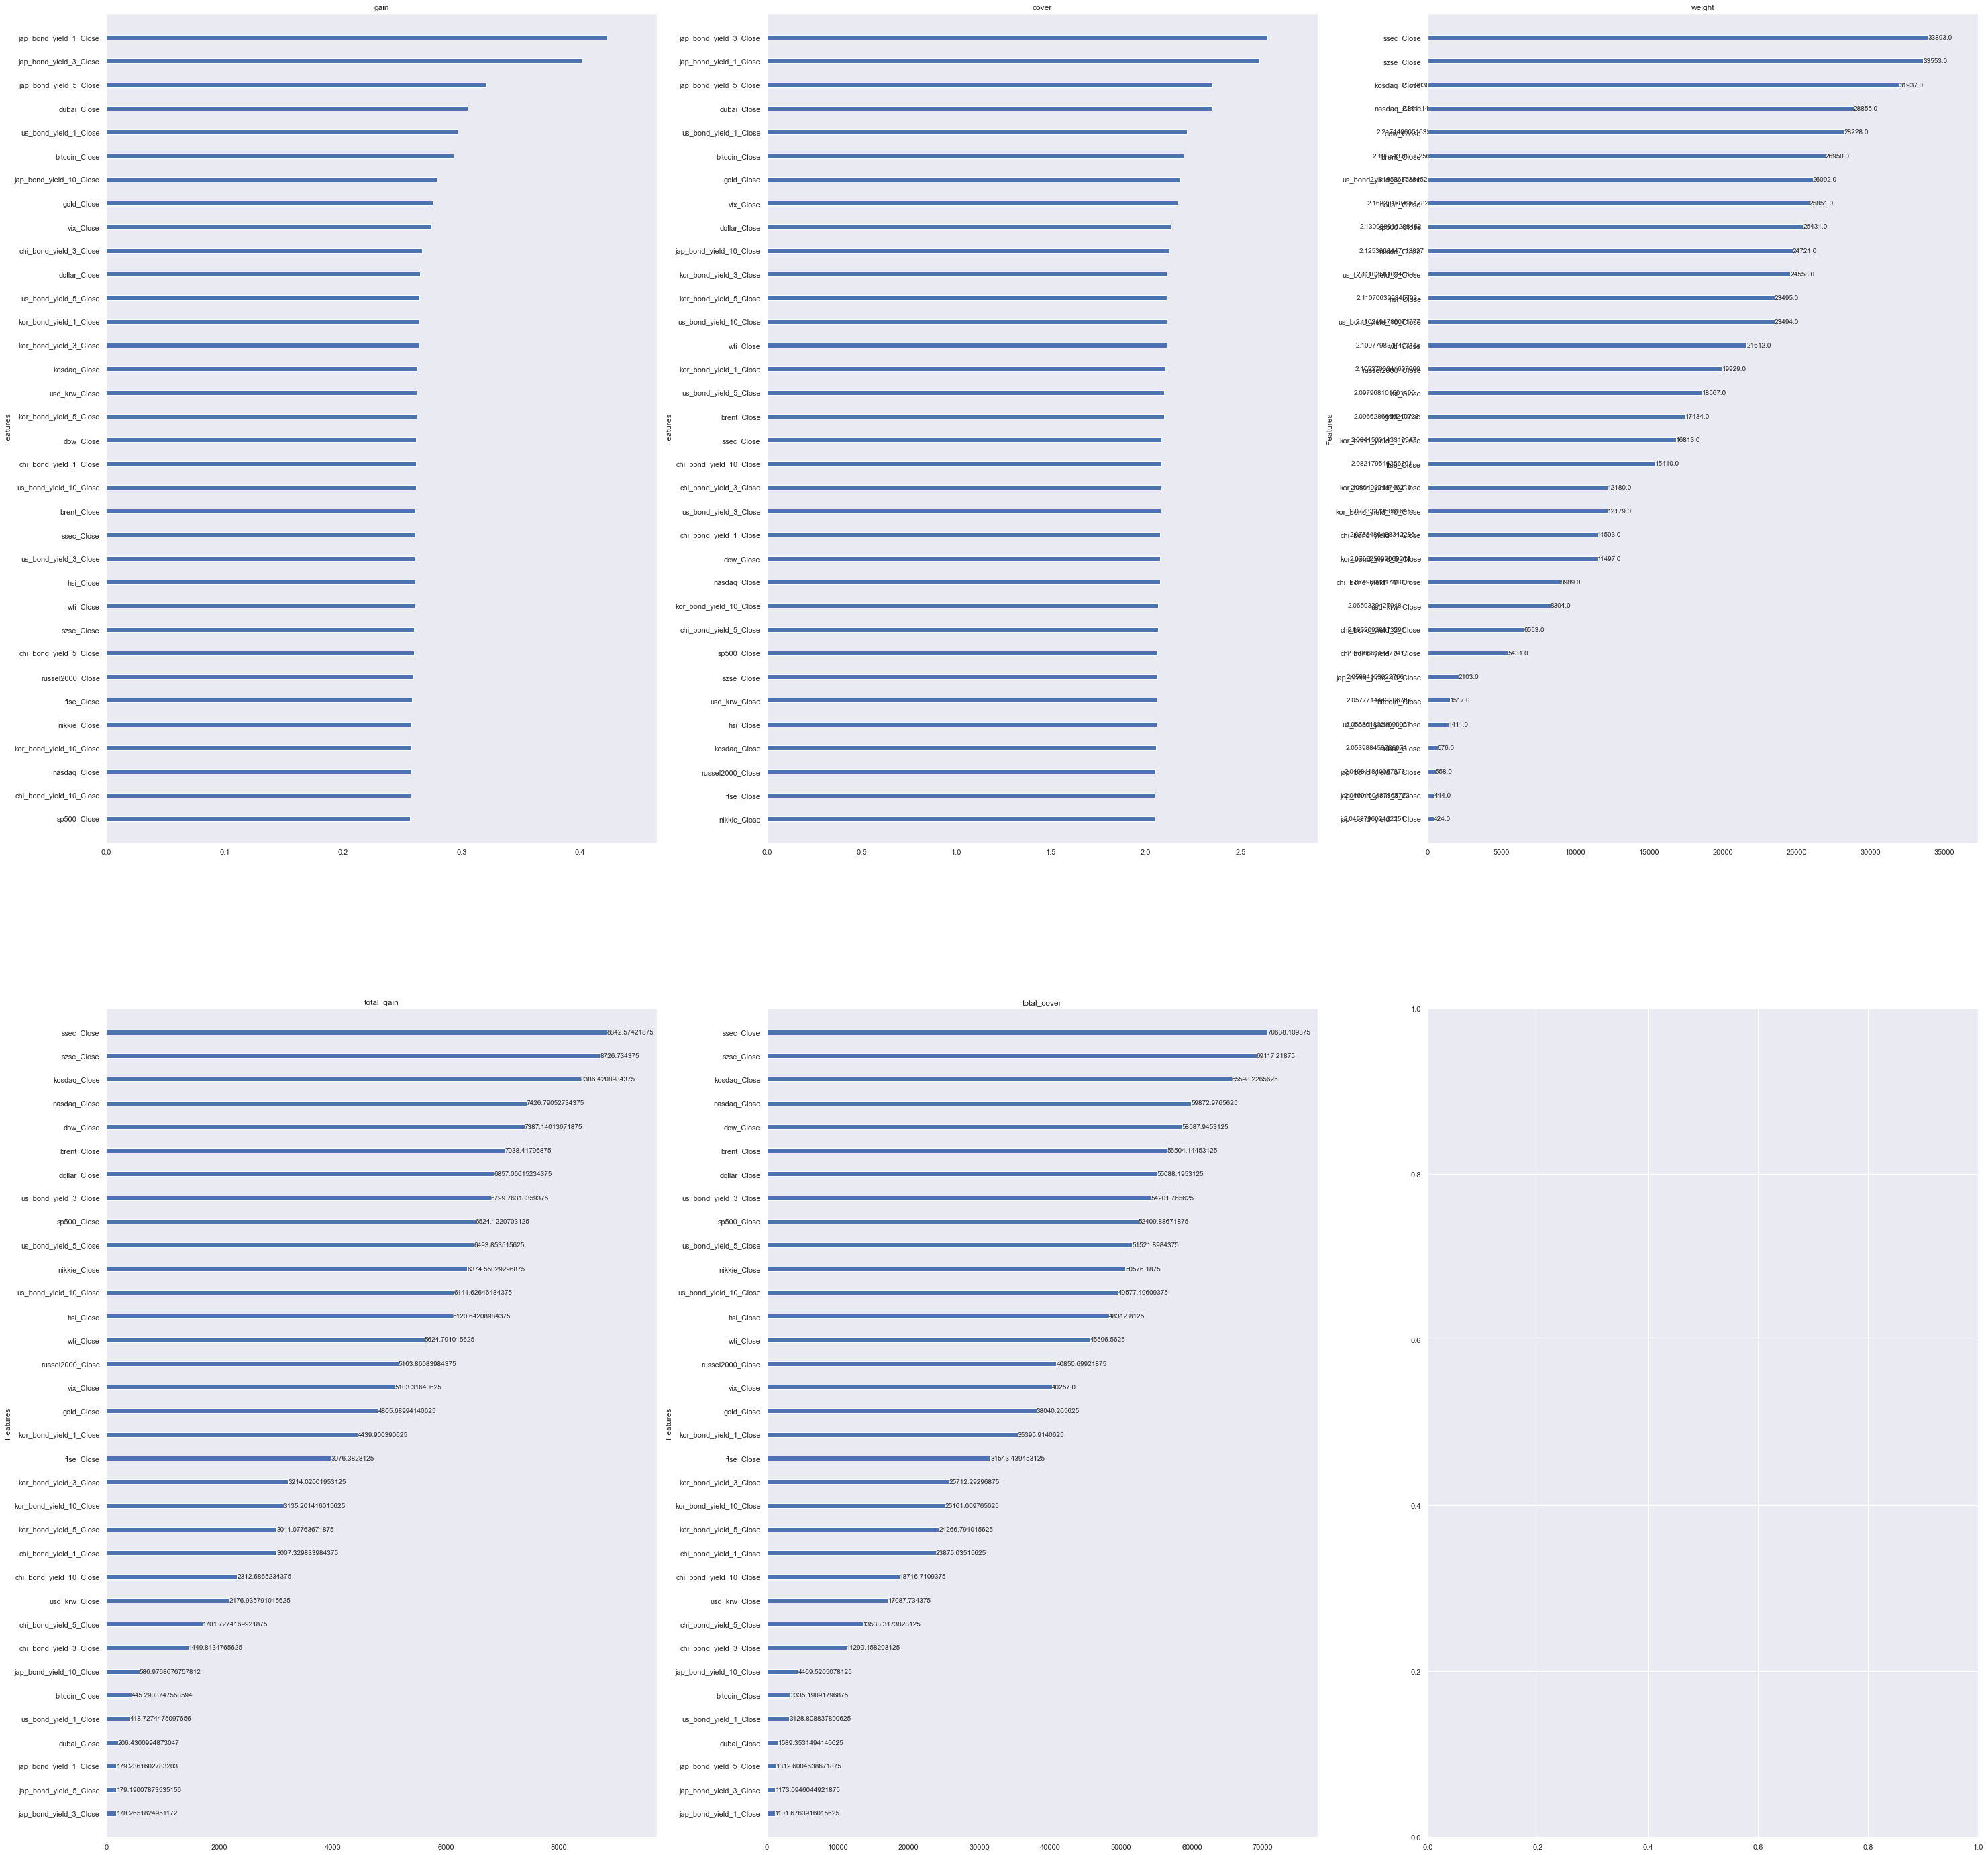 gain
jap_bond_yield_1_Close
jap_bond_yield_3_Close
jap_bond_yield_5_Close
dubai_Close
us_bond_yield_1_Close
bitcoin_Close
jap_bond_yield_10_Close
gold_Close
vix_Close
chi_bond_yield_3_Close
dollar_Close
us_bond_yield_5_Close
kor_bond_yield_1_Close
kor_bond_yield_3_Close
kosdaq_Close
usd_krw_Close
kor_bond_yield_5_Close
dow_Close
chi_bond_yield_1_Close
us_bond_yield_10_Close
brent_Close
ssec_Close
us_bond_yield_3_Close
hsi_Close
wti_Close
szse_Close
chi_bond_yield_5_Close
russel2000_Close
ftse_Close
nikkie_Close
kor_bond_yield_10_Close
nasdaq_Close
chi_bond_yield_10_Close
sp500_Close
Features
0.0 0.1 0.2 0.3 0.4
cover
jap_bond_yield_3_Close
jap_bond_yield_1_Close
jap_bond_yield_5_Close
dubai_Close
us_bond_yield_1_Close
bitcoin_Close
gold_Close
vix_Close
dollar_Close
jap_bond_yield_10_Close
kor_bond_yield_3_Close
kor_bond_yield_5_Close
us_bond_yield_10_Close
wti_Close
kor_bond_yield_1_Close
us_bond_yield_5_Close
brent_Close
ssec_Close
chi_bond_yield_10_Close
chi_bond_yield_3_Close
us_bond_yield_3_Close
chi_bond_yield_1_Close
dow_Close
nasdaq_Close
kor_bond_yield_10_Close
chi_bond_yield_5_Close
sp500_Close
szse_Close
usd_krw_Close
hsi_Close
kosdaq_Close
russel2000_Close
ftse_Close
nikkie_Close
Features
0.0 0.5 1.0 1.5 2.0 2.5
weight
ssec_Close 33893.0
szse_Close 33553.0
kosdaq_Close 31937.0
nasdaq_Close 28855.0
28228.0
26950.0
26092.0
25851.0
25431.0
24721.0
24558.0
23495.0
23494.0
21612.0
19929.0
18567.0
17434.0
16813.0
15410.0
12180.0
12179.0
11503.0
11497.0
8989.0
8304.0
6553.0
5431.0
2103.0
1517.0
1411.0
676.0
558.0
444.0
424.0
Features
0 5000 10000 15000 20000 25000 30000 35000
total_gain
ssec_Close 8842.57421875
szse_Close 8726.734375
kosdaq_Close 8386.4208984375
nasdaq_Close 7426.79052734375
dow_Close 7387.14013671875
brent_Close 7038.41796875
dollar_Close 6857.05615234375
us_bond_yield_3_Close 6799.76318359375
sp500_Close 6524.1220703125
us_bond_yield_5_Close 6493.853515625
nikkie_Close 6374.55029296875
us_bond_yield_10_Close 6141.62646484375
hsi_Close 6120.64208984375
wti_Close 5624.791015625
russel2000_Close 5163.86083984375
vix_Close 5103.31640625
gold_Close 4805.68994140625
kor_bond_yield_1_Close 4439.900390625
ftse_Close 3976.3828125
kor_bond_yield_3_Close 3214.02001953125
kor_bond_yield_10_Close 3135.201416015625
kor_bond_yield_5_Close 3011.07763671875
chi_bond_yield_1_Close 3007.329833984375
chi_bond_yield_10_Close 2312.6865234375
usd_krw_Close 2176.935791015625
chi_bond_yield_5_Close 1701.7274169921875
chi_bond_yield_3_Close 1449.8134765625
jap_bond_yield_10_Close 586.9768676757812
bitcoin_Close 445.2903747558594
us_bond_yield_1_Close 418.7274475097656
dubai_Close 206.4300994873047
jap_bond_yield_1_Close 179.2361602783203
jap_bond_yield_5_Close 179.19007873535156
jap_bond_yield_3_Close 178.2651824951172
Features
0 2000 4000 6000 8000
total_cover
ssec_Close 70638.109375
szse_Close 69117.21875
kosdaq_Close 65598.2265625
nasdaq_Close 59872.9765625
dow_Close 58587.9453125
brent_Close 56504.14453125
dollar_Close 55088.1953125
us_bond_yield_3_Close 54201.765625
sp500_Close 52409.88671875
us_bond_yield_5_Close 51521.8984375
nikkie_Close 50576.1875
us_bond_yield_10_Close 49577.49609375
hsi_Close 48312.8125
wti_Close 45596.5625
russel2000_Close 40850.69921875
vix_Close 40257.0
gold_Close 38040.265625
kor_bond_yield_1_Close 35395.9140625
ftse_Close 31543.439453125
kor_bond_yield_3_Close 25712.29296875
kor_bond_yield_10_Close 25161.009765625
kor_bond_yield_5_Close 24266.791015625
chi_bond_yield_1_Close 23875.03515625
chi_bond_yield_10_Close 18716.7109375
usd_krw_Close 17087.734375
chi_bond_yield_5_Close 13533.3173828125
chi_bond_yield_3_Close 11299.158203125
jap_bond_yield_10_Close 4469.5205078125
bitcoin_Close 3335.19091796875
us_bond_yield_1_Close 3128.808837890625
dubai_Close 1589.3531494140625
jap_bond_yield_5_Close 1312.6004638671875
jap_bond_yield_3_Close 1173.0946044921875
jap_bond_yield_1_Close 1101.6763916015625
Features
0 10000 20000 30000 40000 50000 60000 70000
1.0
0.8
0.6
0.4
0.2
0.0
0.0 0.2 0.4 0.6 0.8 1.0